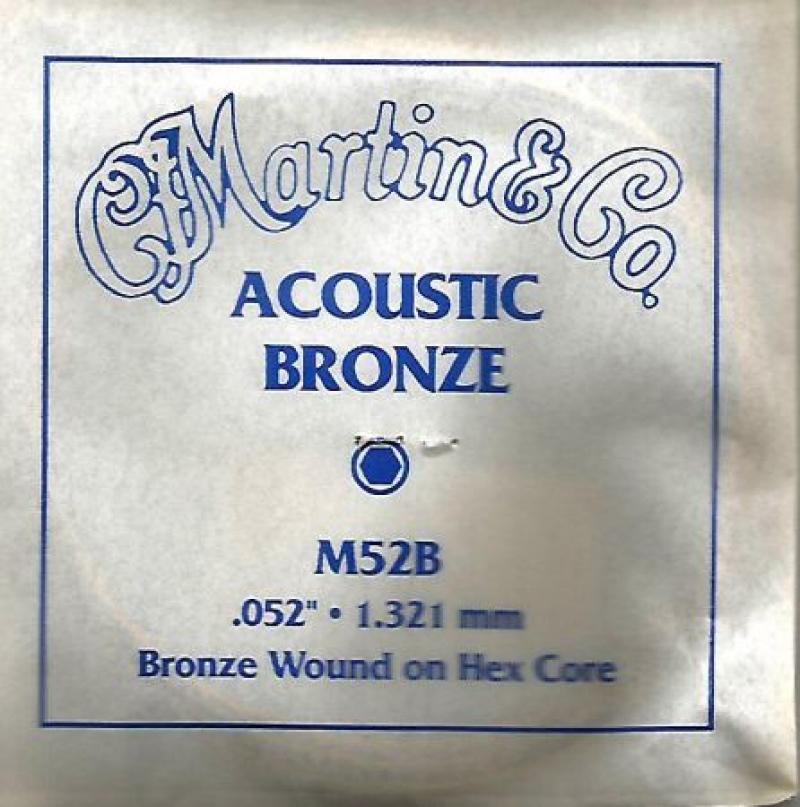 C.F. Martin & Co.
ACOUSTIC
BRONZE
M52B
.052" • 1.321 mm
Bronze Wound on Hex Core